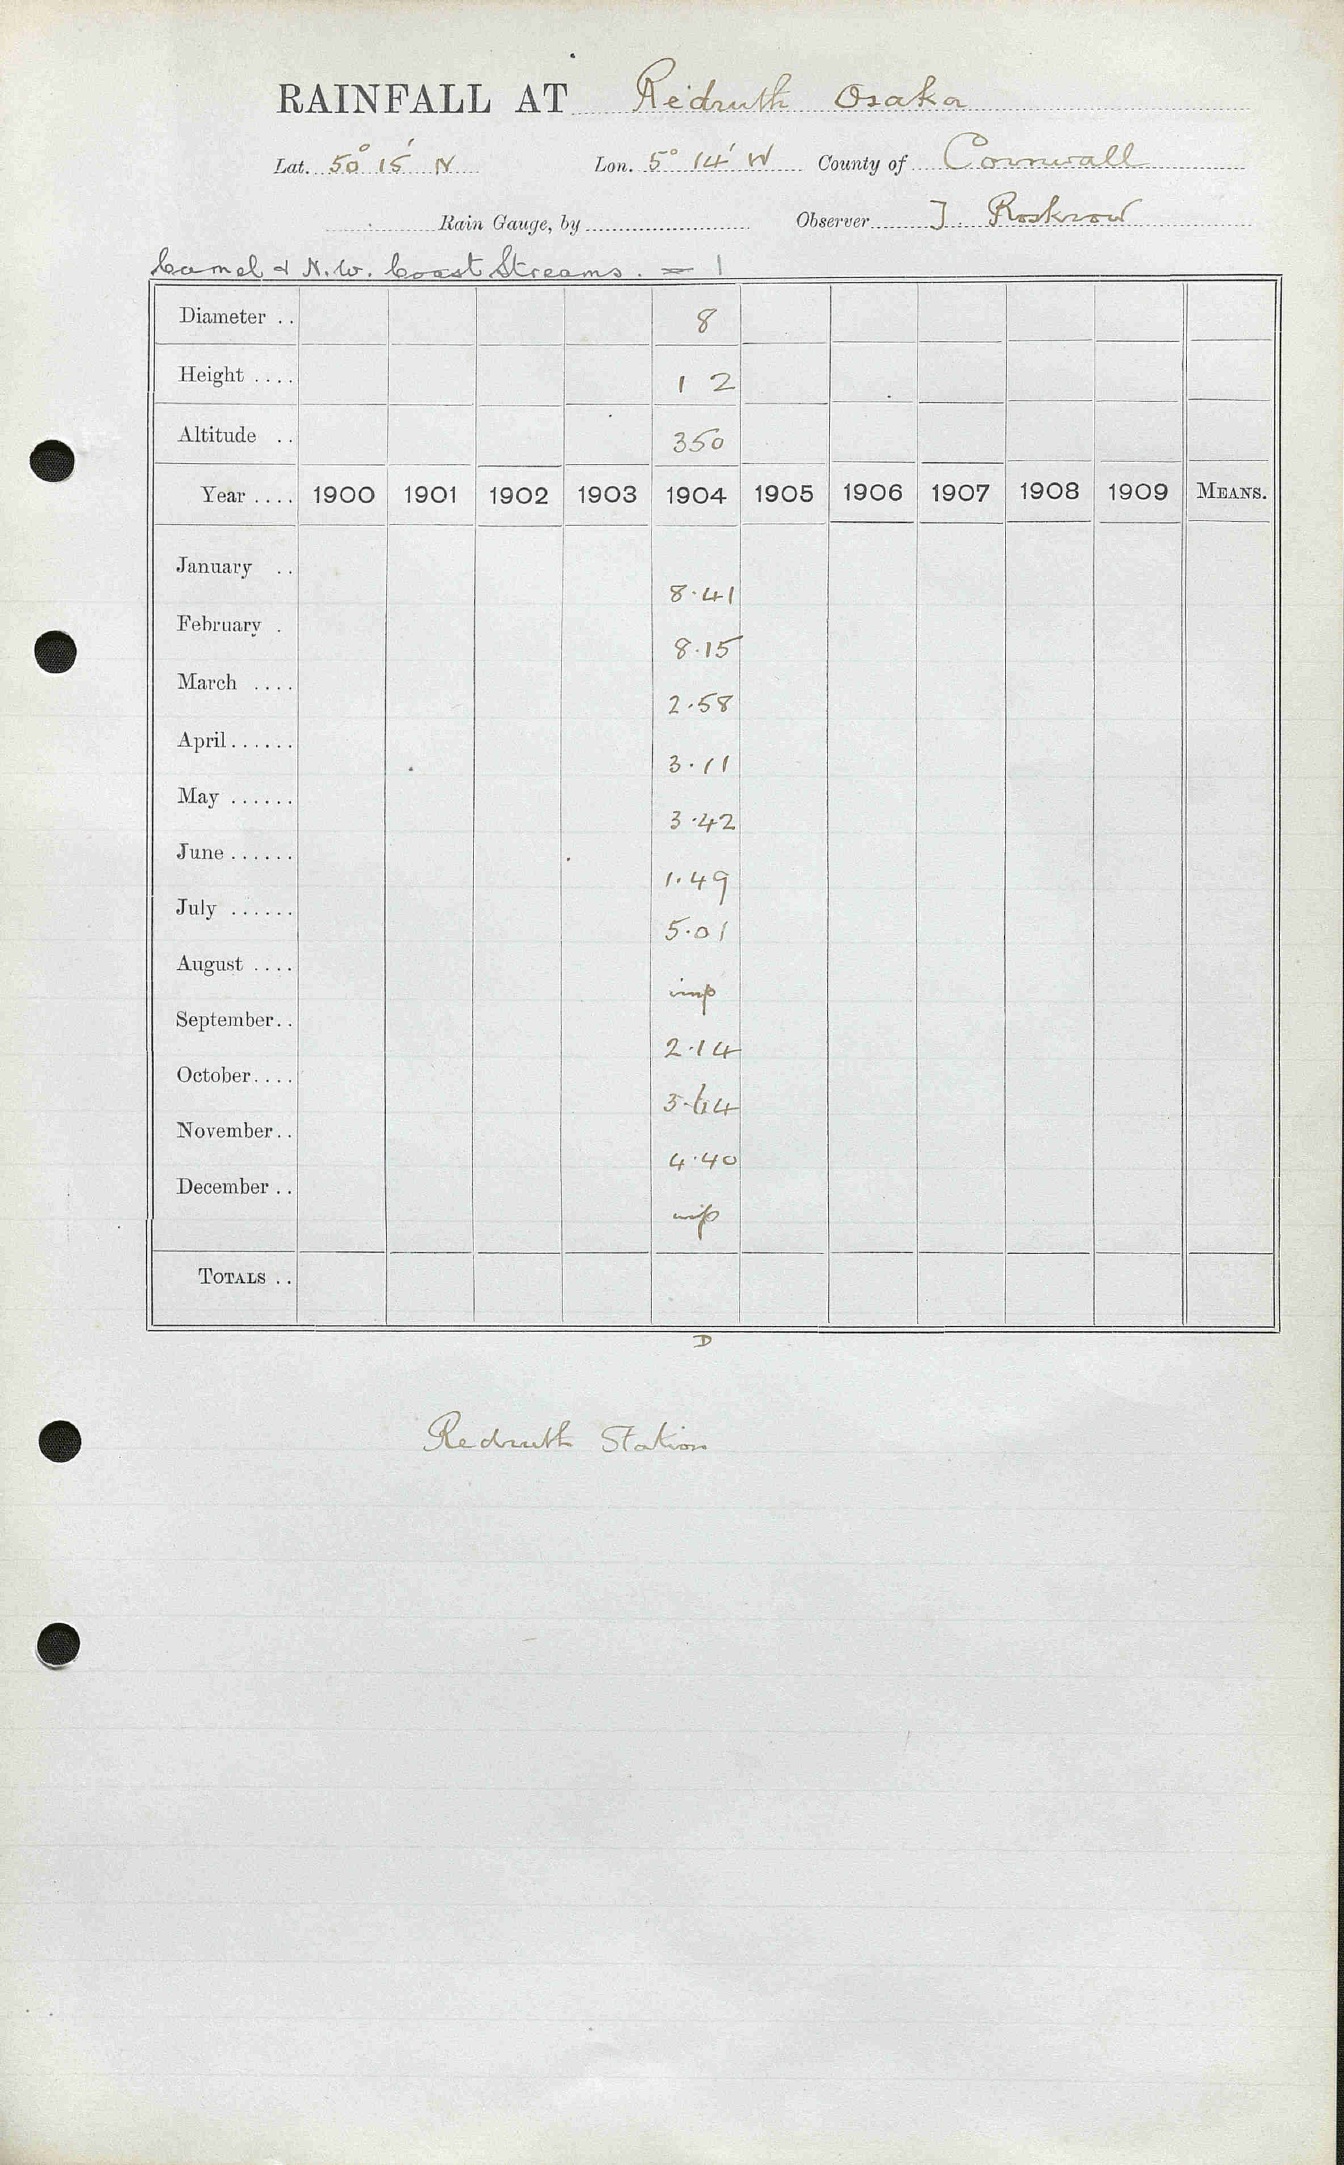 RAINFALL AT Redruth Osaka
Lat. 50° 15' N Lon. 5° 14' W County of Cornwall
Rain Gauge, by Observer J. Roskrow
Camel & N.W. Coast Streams. = 1
Diameter .. 8
Height .... 1 2
Altitude .. 350
Year .... 1900 1901 1902 1903 1904 1905 1906 1907 1908 1909 MEANS.
January .. 8.41
February . 8.15
March .... 2.58
April ...... 3.11
May ...... 3.42
June ...... 1.49
July ...... 5.01
August .... imp
September .. 2.14
October ....
November .. 4.40
December .. imp
TOTALS ..
D
Redruth Station